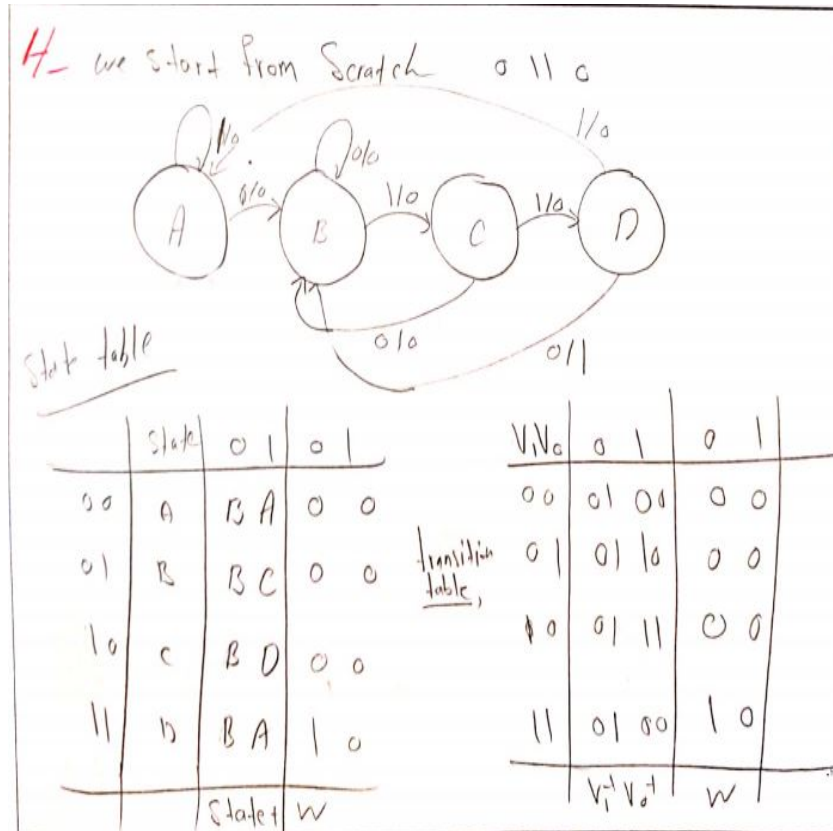 H- we start from Scratch 0 11 0
1/0 0/0 1/0
0/0 1/0 1/0
A B C D
0/0 0/1
State table
State 0 1 0 1
00 A B A 0 0
01 B B C 0 0
10 C B D 0 0
11 D B A 1 0
State+ W
transition table,
V1V0 0 1 0 1
00 01 00 0 0
01 01 10 0 0
10 01 11 0 0
11 01 00 1 0
V1+ V0+ W